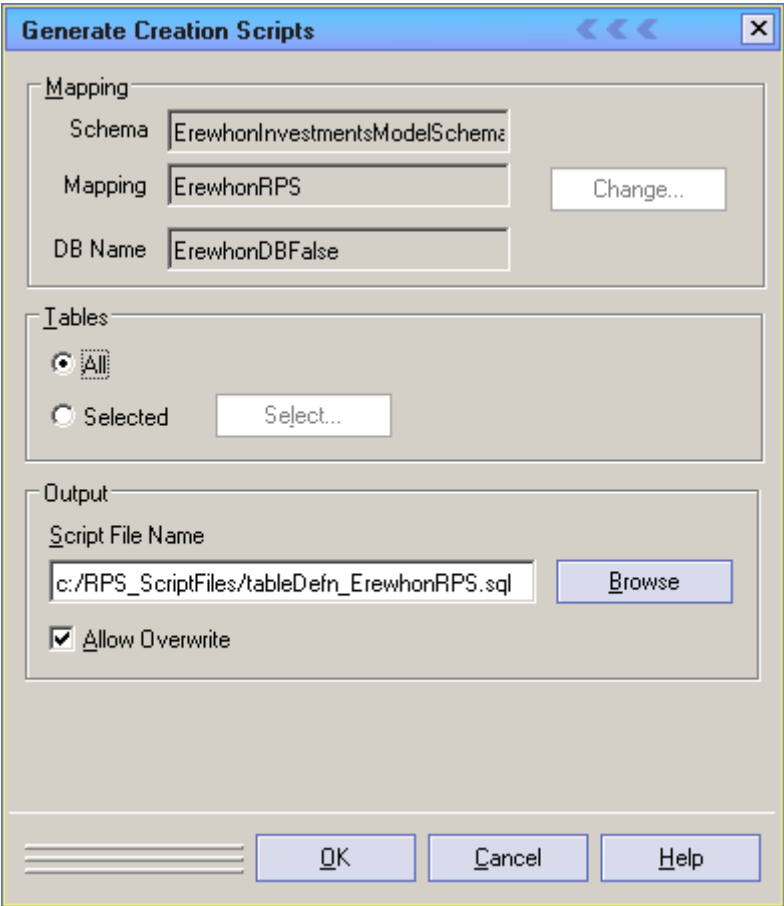 Generate Creation Scripts
Mapping
Schema ErewhonInvestmentsModelSchema
Mapping ErewhonRPS Change...
DB Name ErewhonDBFalse
Tables
All
Selected Select...
Output
Script File Name
c:/RPS_ScriptFiles/tableDefn_ErewhonRPS.sql Browse
Allow Overwrite
OK Cancel Help